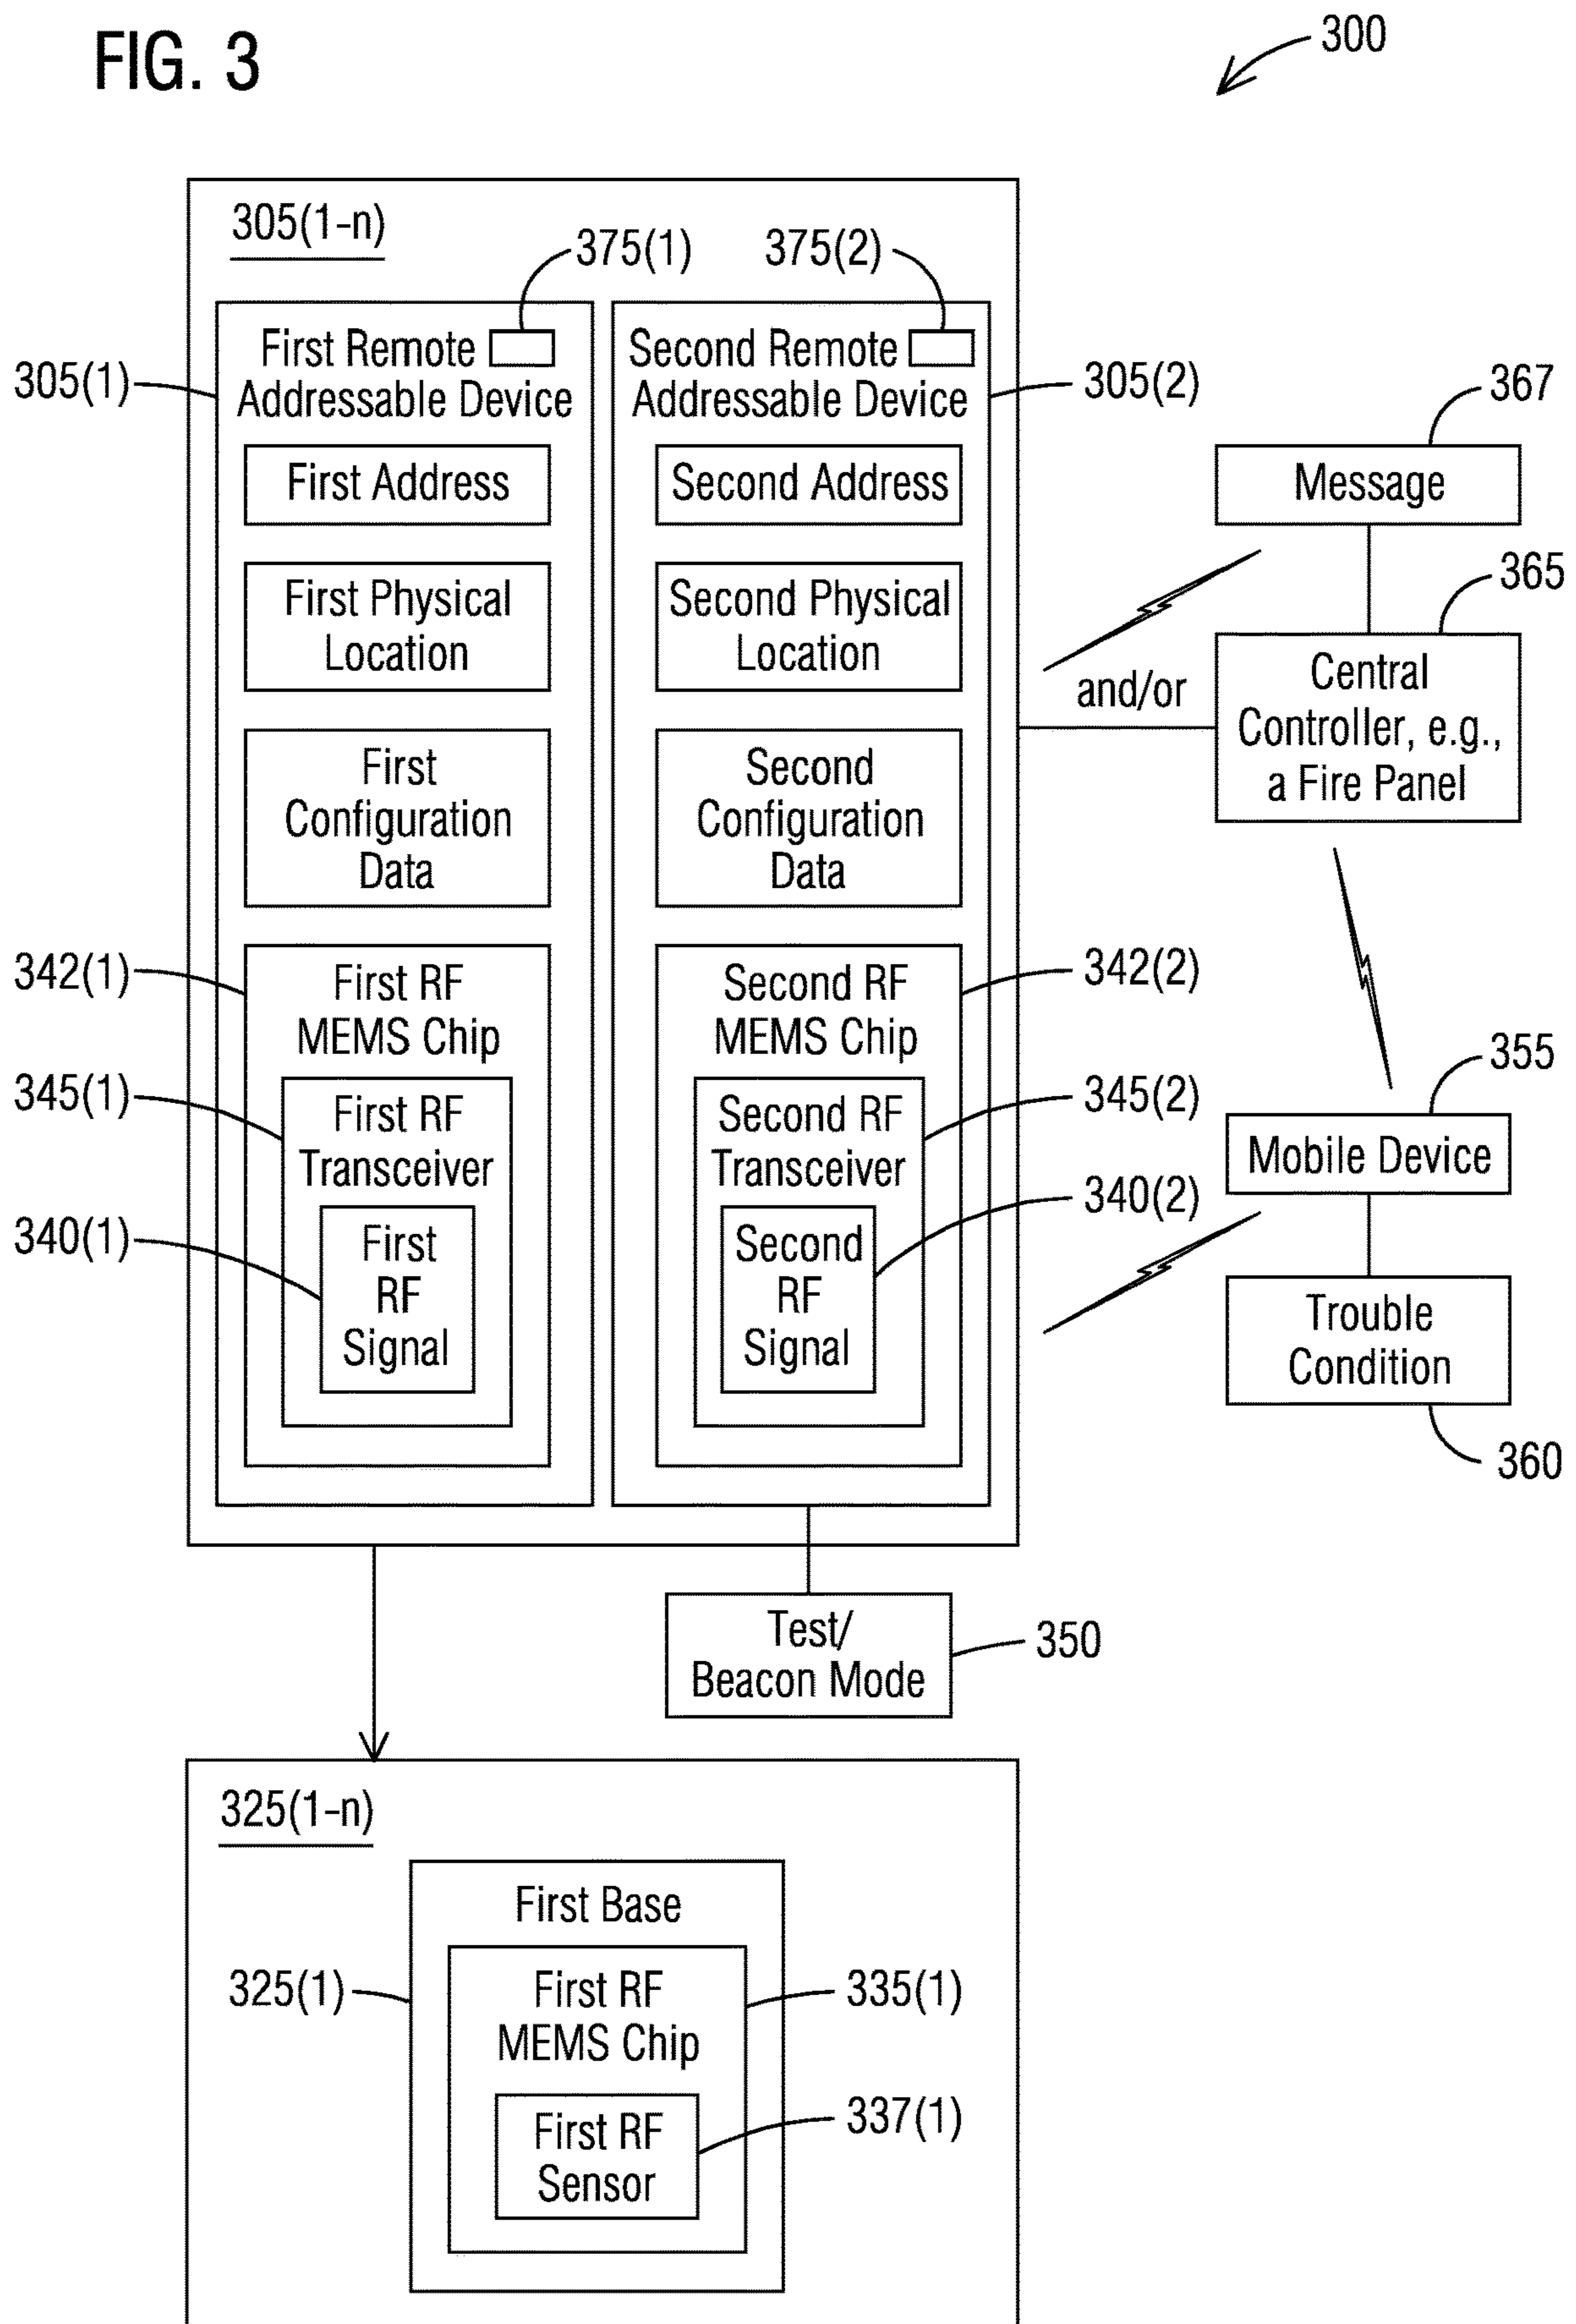 FIG. 3
300
305(1-n)
375(1)
375(2)
First Remote
Addressable Device
305(1)
First Address
First Physical
Location
First
Configuration
Data
342(1)
First RF
MEMS Chip
345(1)
First RF
Transceiver
340(1)
First
RF
Signal
Second Remote
Addressable Device
305(2)
Second Address
Second Physical
Location
Second
Configuration
Data
Second RF
MEMS Chip
342(2)
Second RF
Transceiver
345(2)
340(2)
Second
RF
Signal
367
Message
365
and/or
Central
Controller, e.g.,
a Fire Panel
355
Mobile Device
Trouble
Condition
360
Test/
Beacon Mode
350
325(1-n)
First Base
325(1)
First RF
MEMS Chip
335(1)
First RF
Sensor
337(1)